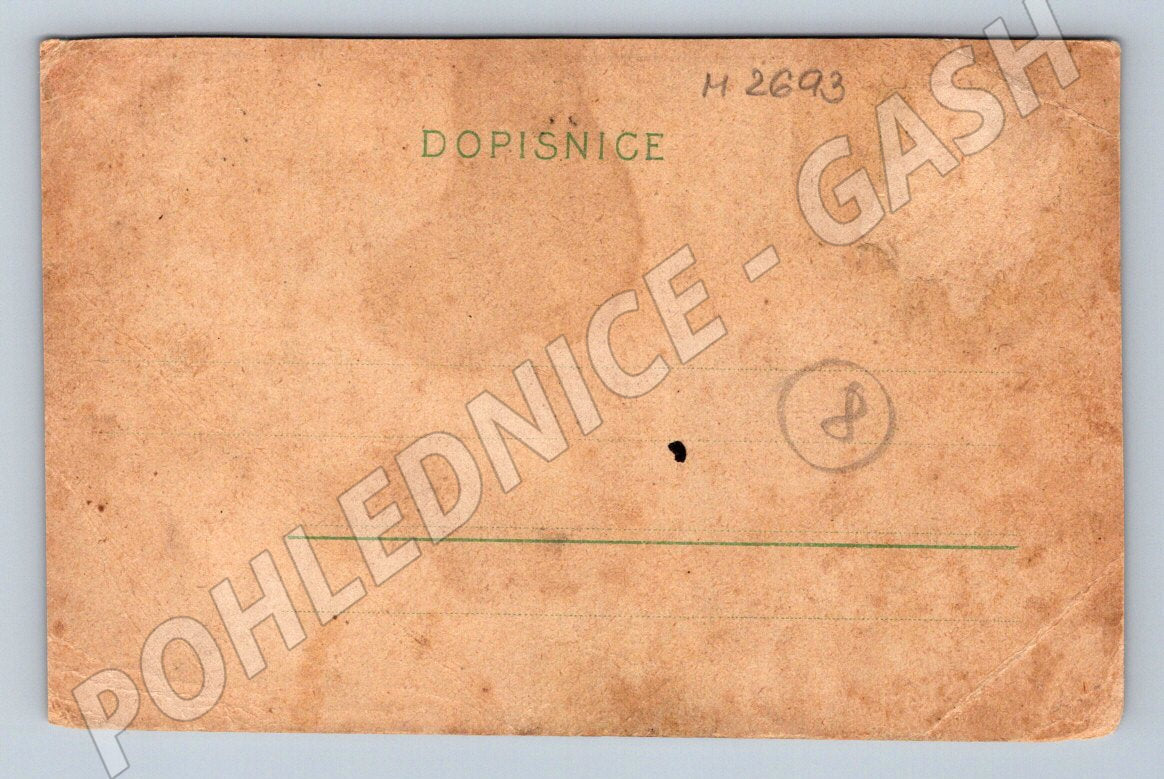 M 2693
DOPISNICE
8
POHLEDNICE - GASH